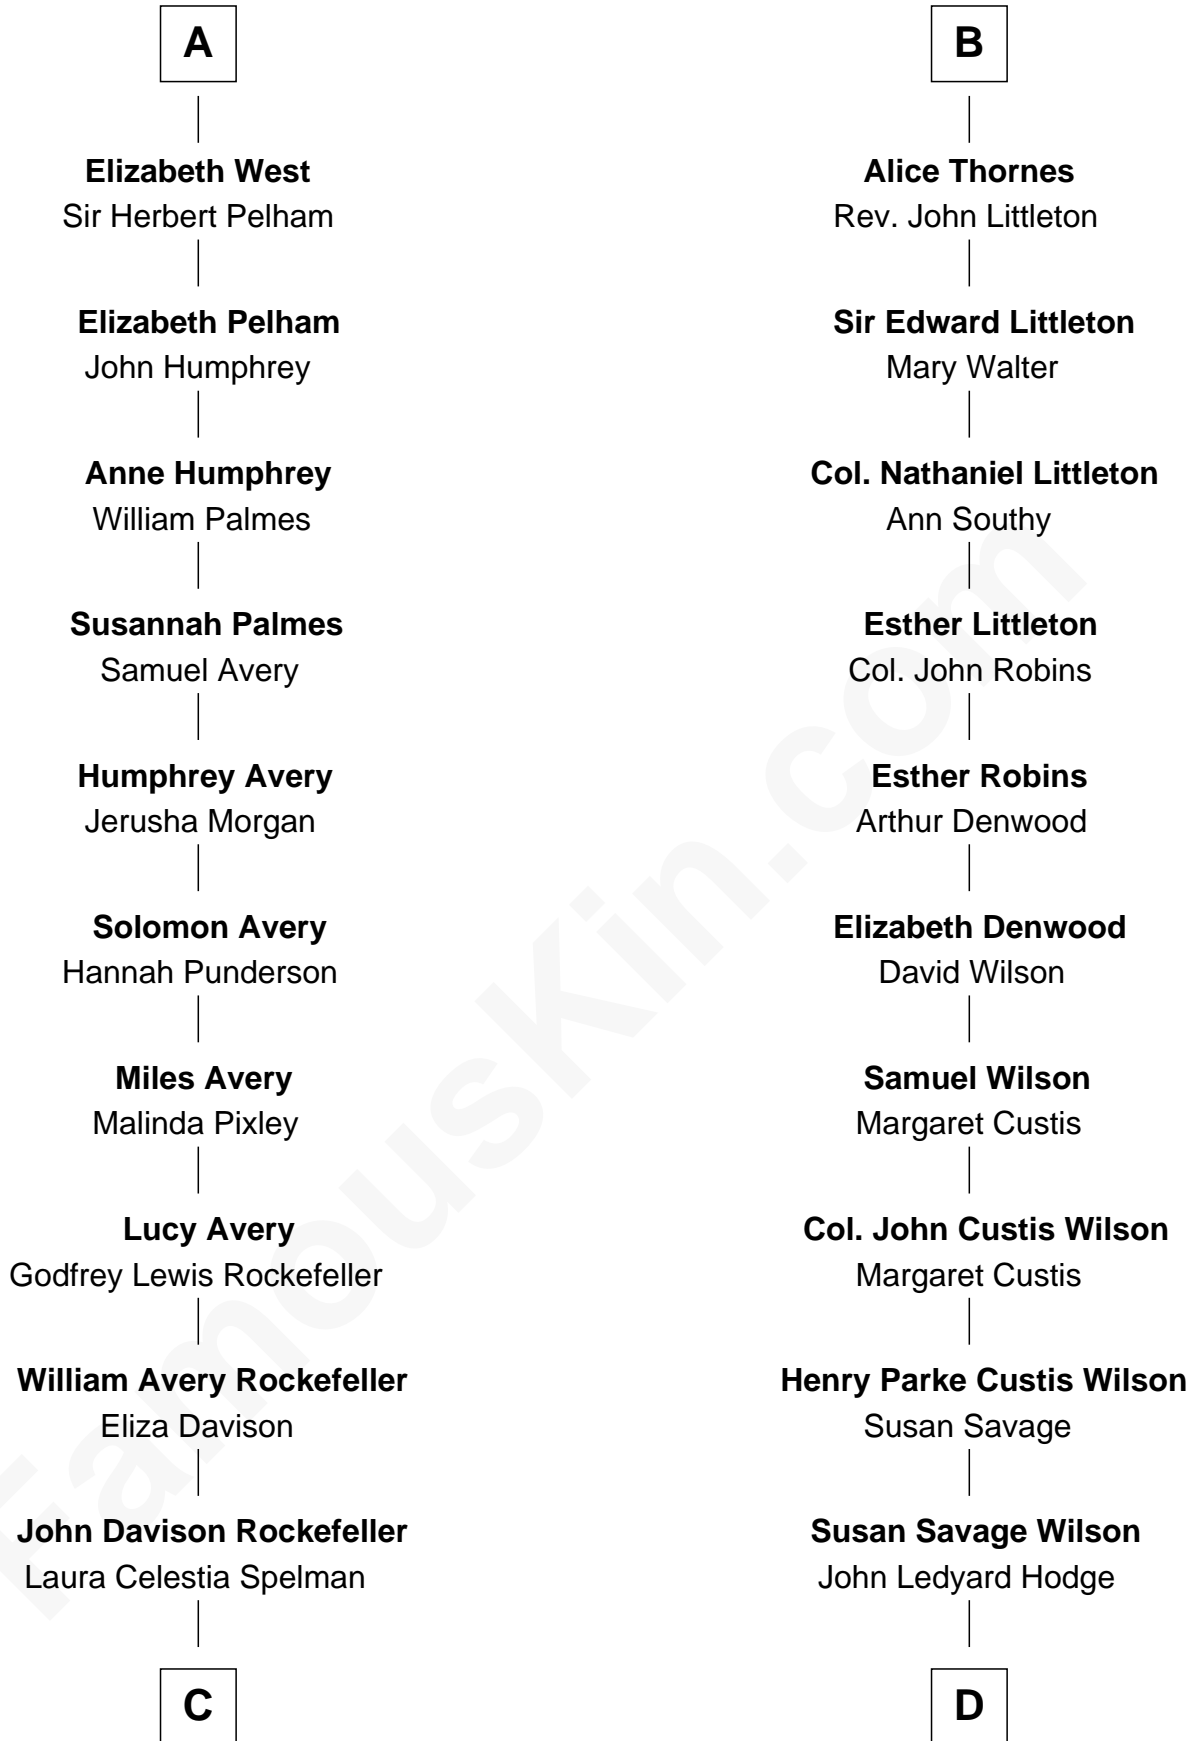 A
Elizabeth West
Sir Herbert Pelham
Elizabeth Pelham
John Humphrey
Anne Humphrey
William Palmes
Susannah Palmes
Samuel Avery
Humphrey Avery
Jerusha Morgan
Solomon Avery
Hannah Punderson
Miles Avery
Malinda Pixley
Lucy Avery
Godfrey Lewis Rockefeller
William Avery Rockefeller
Eliza Davison
John Davison Rockefeller
Laura Celestia Spelman
C
B
Alice Thornes
Rev. John Littleton
Sir Edward Littleton
Mary Walter
Col. Nathaniel Littleton
Ann Southy
Esther Littleton
Col. John Robins
Esther Robins
Arthur Denwood
Elizabeth Denwood
David Wilson
Samuel Wilson
Margaret Custis
Col. John Custis Wilson
Margaret Custis
Henry Parke Custis Wilson
Susan Savage
Susan Savage Wilson
John Ledyard Hodge
D
FamousKin.com